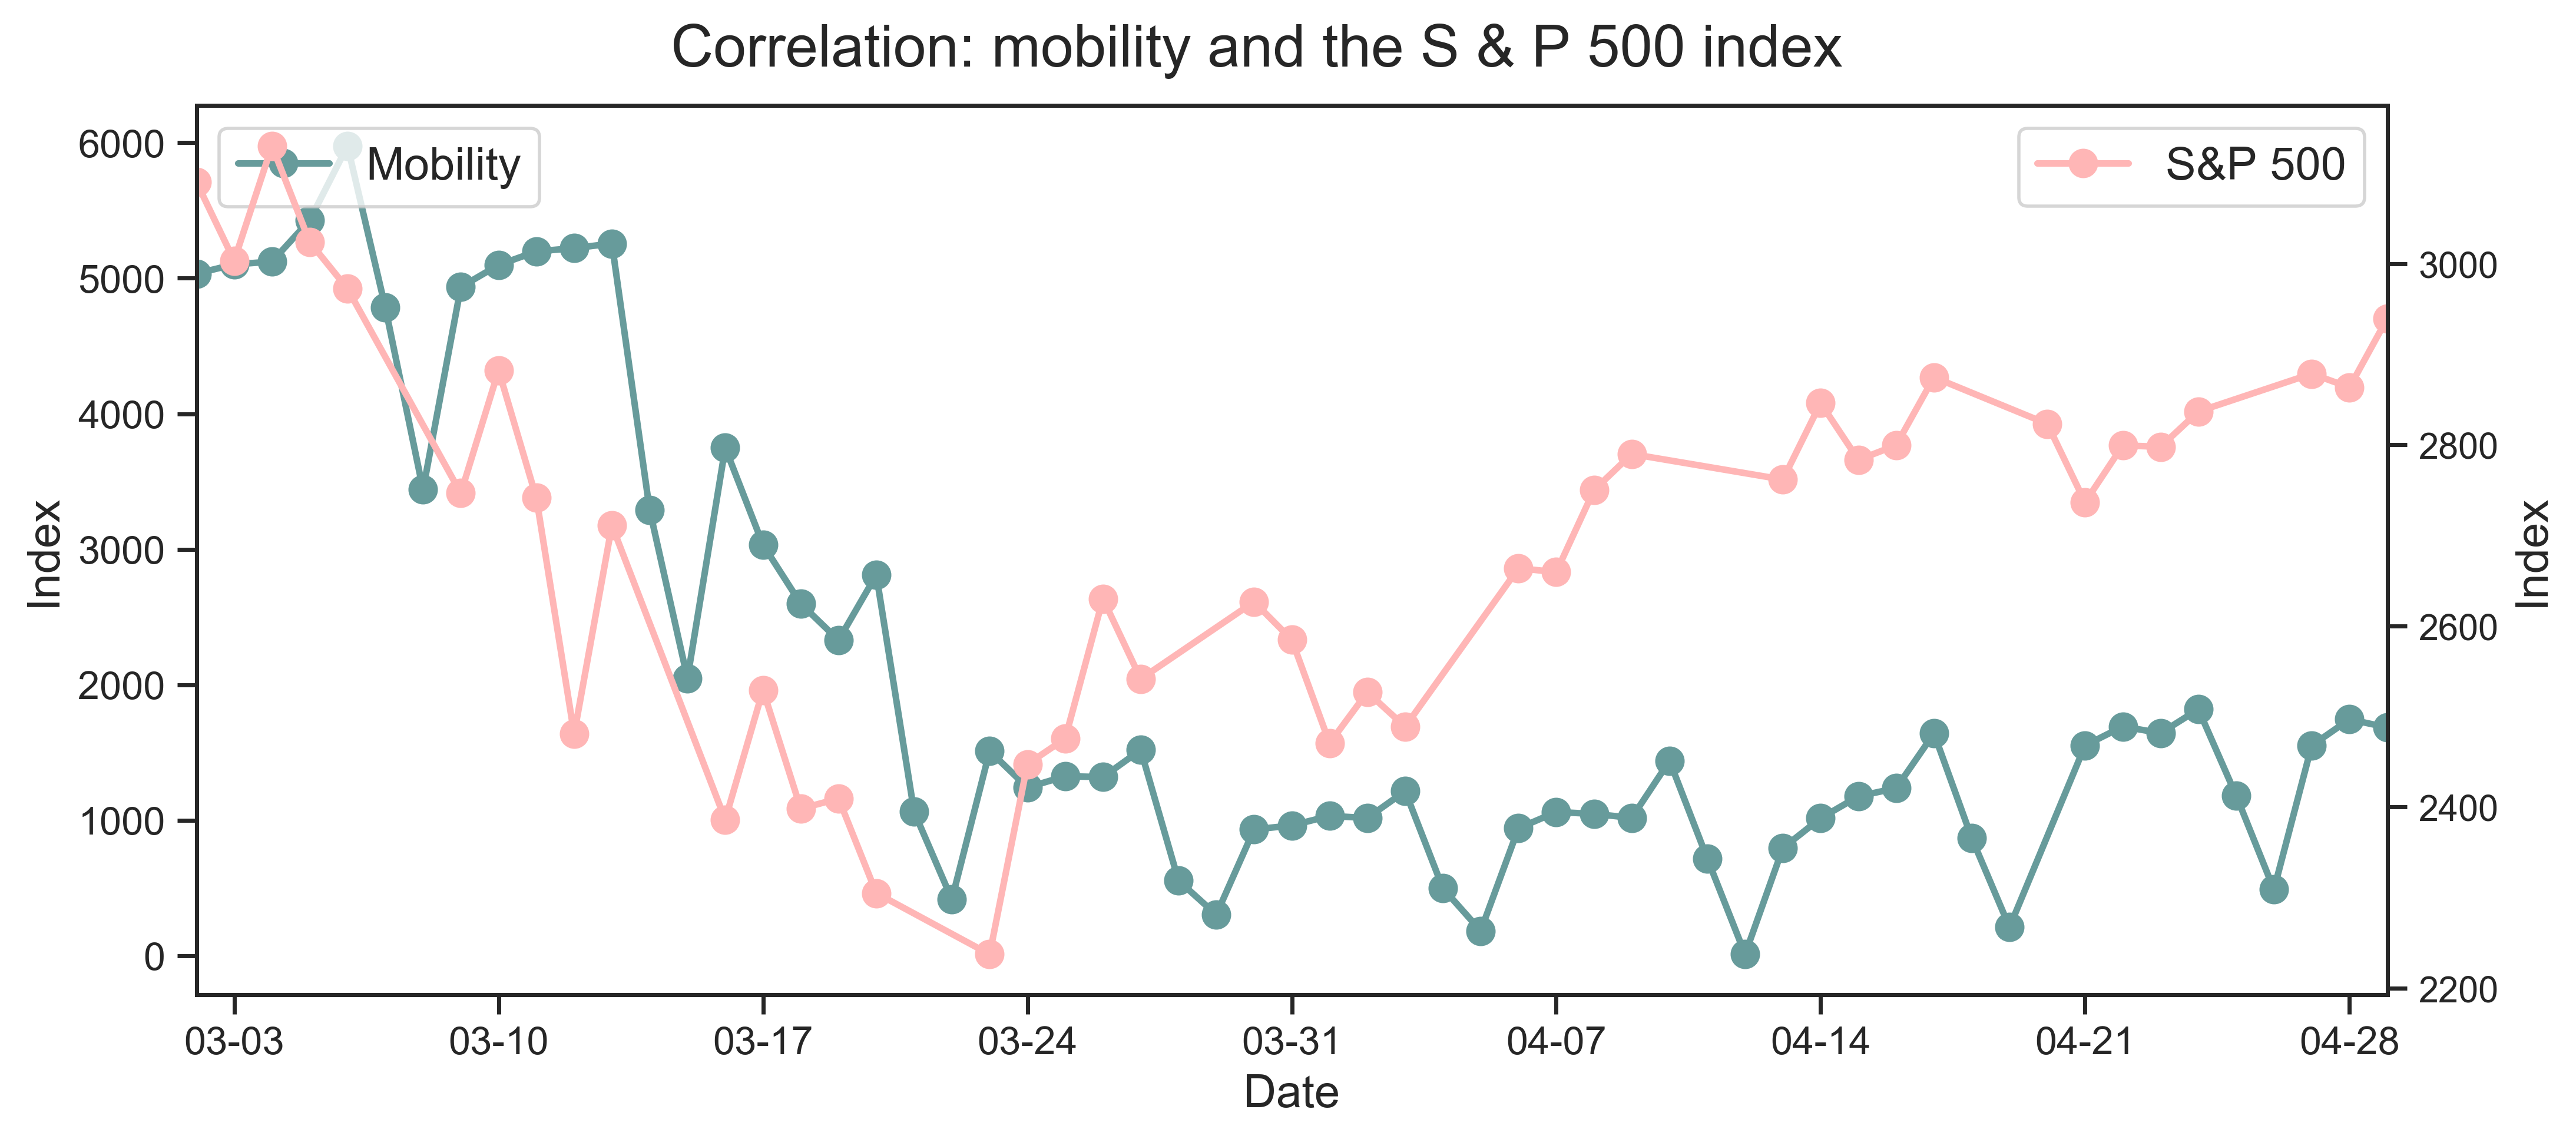 Correlation: mobility and the S & P 500 index
Mobility
S&P 500
6000
5000
4000
3000
2000
1000
0
Index
3000
2800
2600
2400
2200
Index
03-03 03-10 03-17 03-24 03-31 04-07 04-14 04-21 04-28
Date